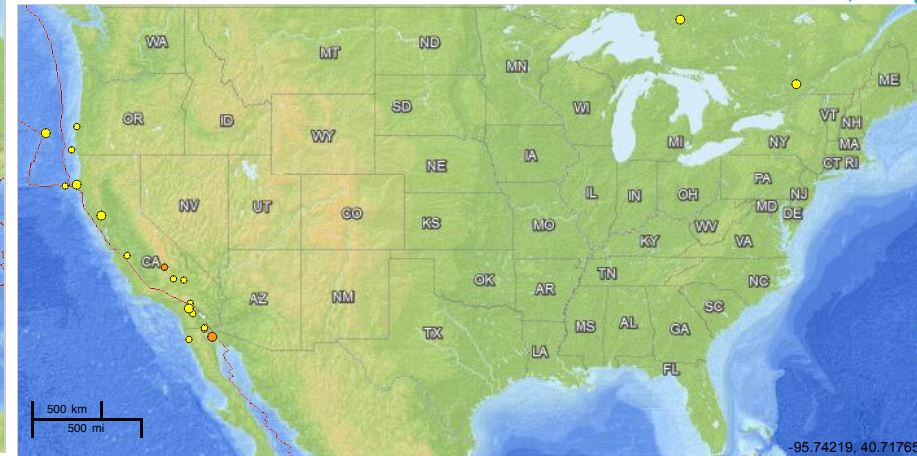 WA
MT
ND
MN
ME
OR
ID
SD
WI
VT
NH
WY
MI
NY
MA
CT RI
NE
IA
PA
NV
UT
CO
IL
IN
OH
NJ
MD
DE
KS
MO
WV
KY
VA
CA
AZ
NM
OK
AR
TN
NC
SC
TX
MS
AL
GA
LA
FL
500 km
500 mi
-95.74219, 40.71765